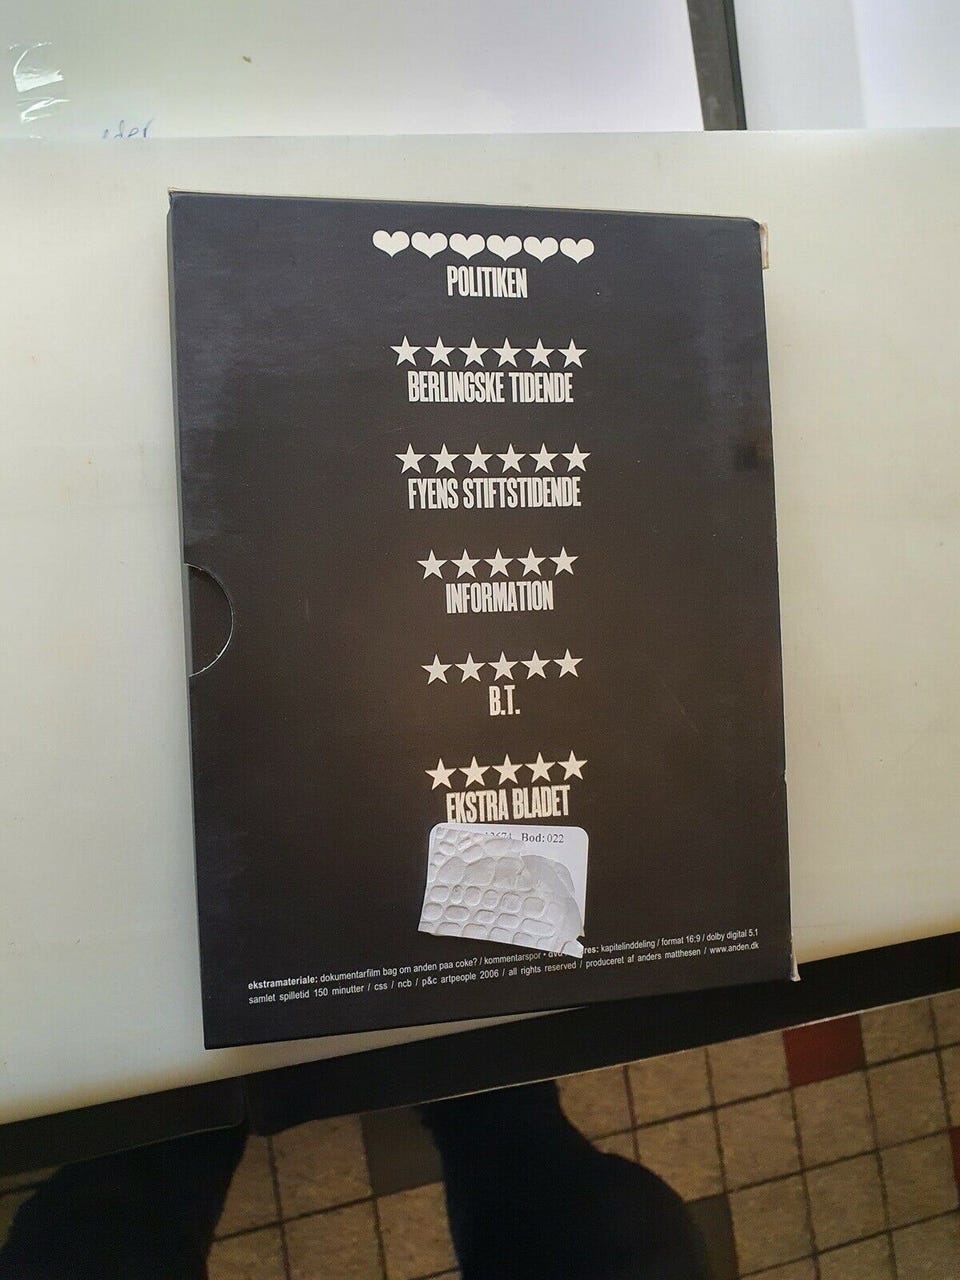 POLITIKEN
BERLINGSKE TIDENDE
FYENS STIFTSTIDENDE
INFORMATION
B.T.
EKSTRA BLADET
Bod: 022
ekstramateriale: dokumentarfilm bag om anden paa coke? / kommentarspor • kapitelinddeling / format 16:9 / dolby digital 5.1
samlet spilletid 150 minutter / css / ncb / p&c artpeople 2006 / all rights reserved / produceret af anders matthesen / www.anden.dk